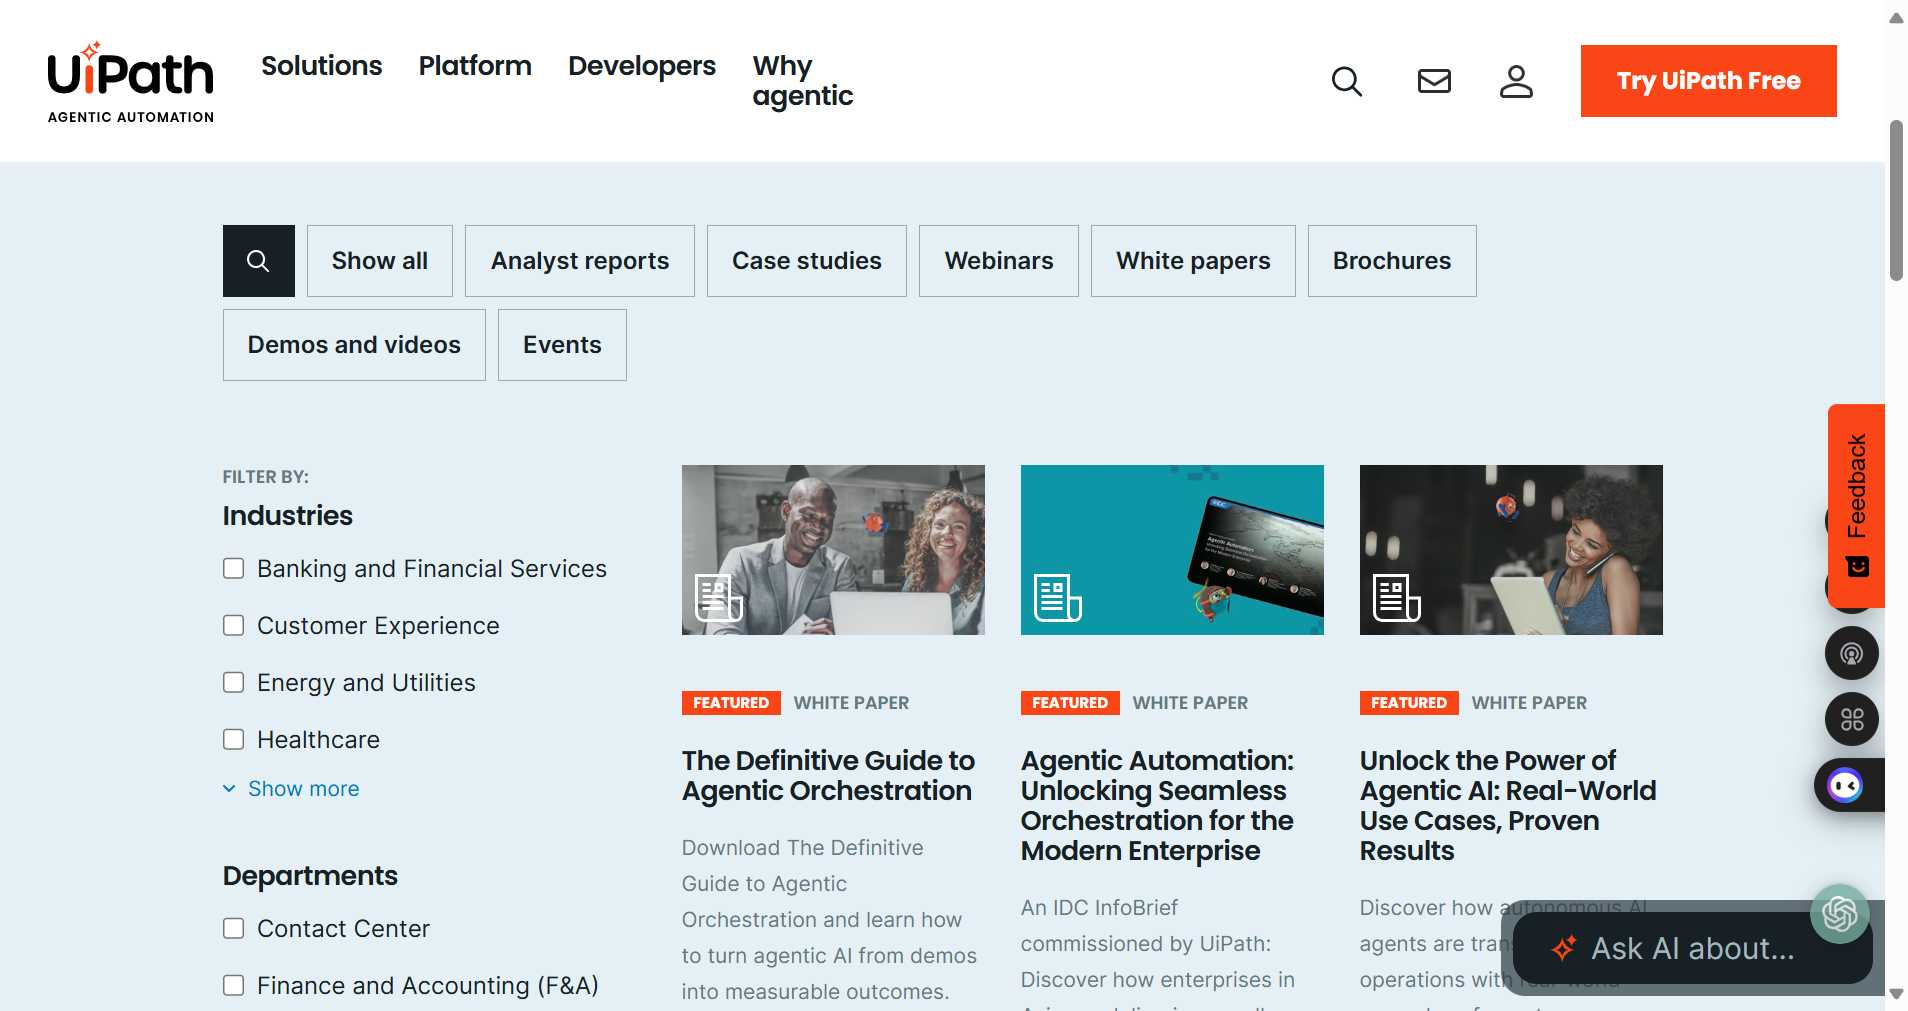 UiPath
AGENTIC AUTOMATION
Solutions
Platform
Developers
Why
agentic
Try UiPath Free
Show all
Analyst reports
Case studies
Webinars
White papers
Brochures
Demos and videos
Events
Feedback
FILTER BY:
Industries
Banking and Financial Services
Customer Experience
Energy and Utilities
Healthcare
Show more
Departments
Contact Center
Finance and Accounting (F&A)
FEATURED WHITE PAPER
The Definitive Guide to
Agentic Orchestration
Download The Definitive
Guide to Agentic
Orchestration and learn how
to turn agentic AI from demos
into measurable outcomes.
Agentic Automation:
FEATURED WHITE PAPER
Agentic Automation:
Unlocking Seamless
Orchestration for the
Modern Enterprise
An IDC InfoBrief
commissioned by UiPath:
Discover how enterprises in
FEATURED WHITE PAPER
Unlock the Power of
Agentic AI: Real-World
Use Cases, Proven
Results
Discover how autonomous AI
agents are
operations with real-world
Ask AI about...